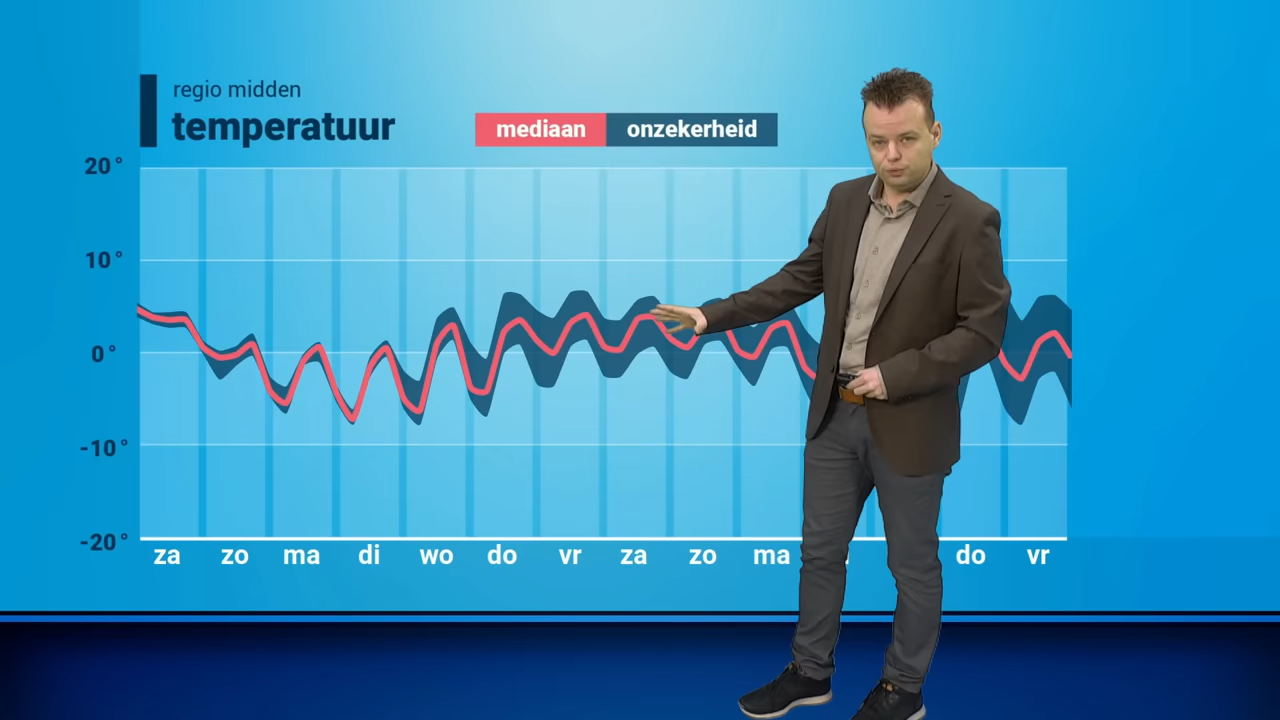 regio midden
temperatuur
mediaan onzekerheid
20°
10°
0°
-10°
-20°
za zo ma di wo do vr za zo ma do vr